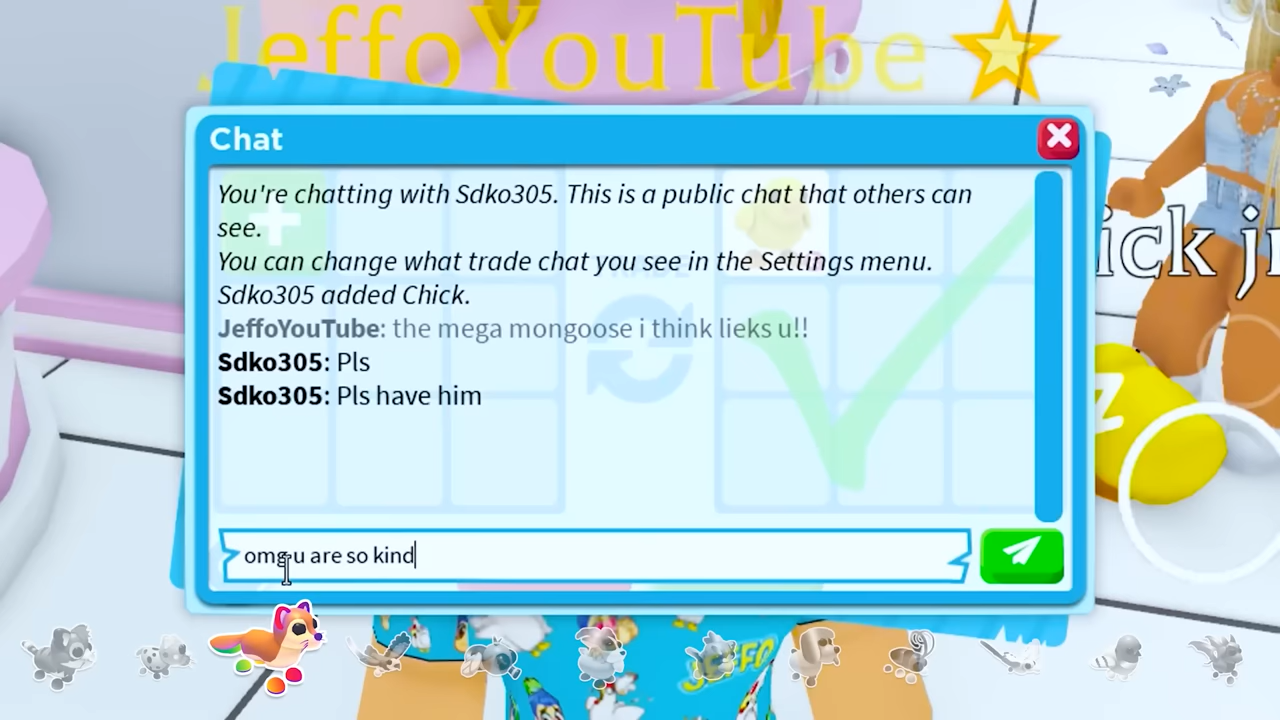 JeffoYouTube
Chat
You're chatting with Sdko305. This is a public chat that others can
see.
You can change what trade chat you see in the Settings menu.
Sdko305 added Chick.
JeffoYouTube: the mega mongoose i think lieks u!!
Sdko305: Pls
Sdko305: Pls have him
omg u are so kind
ick j
JEFFO